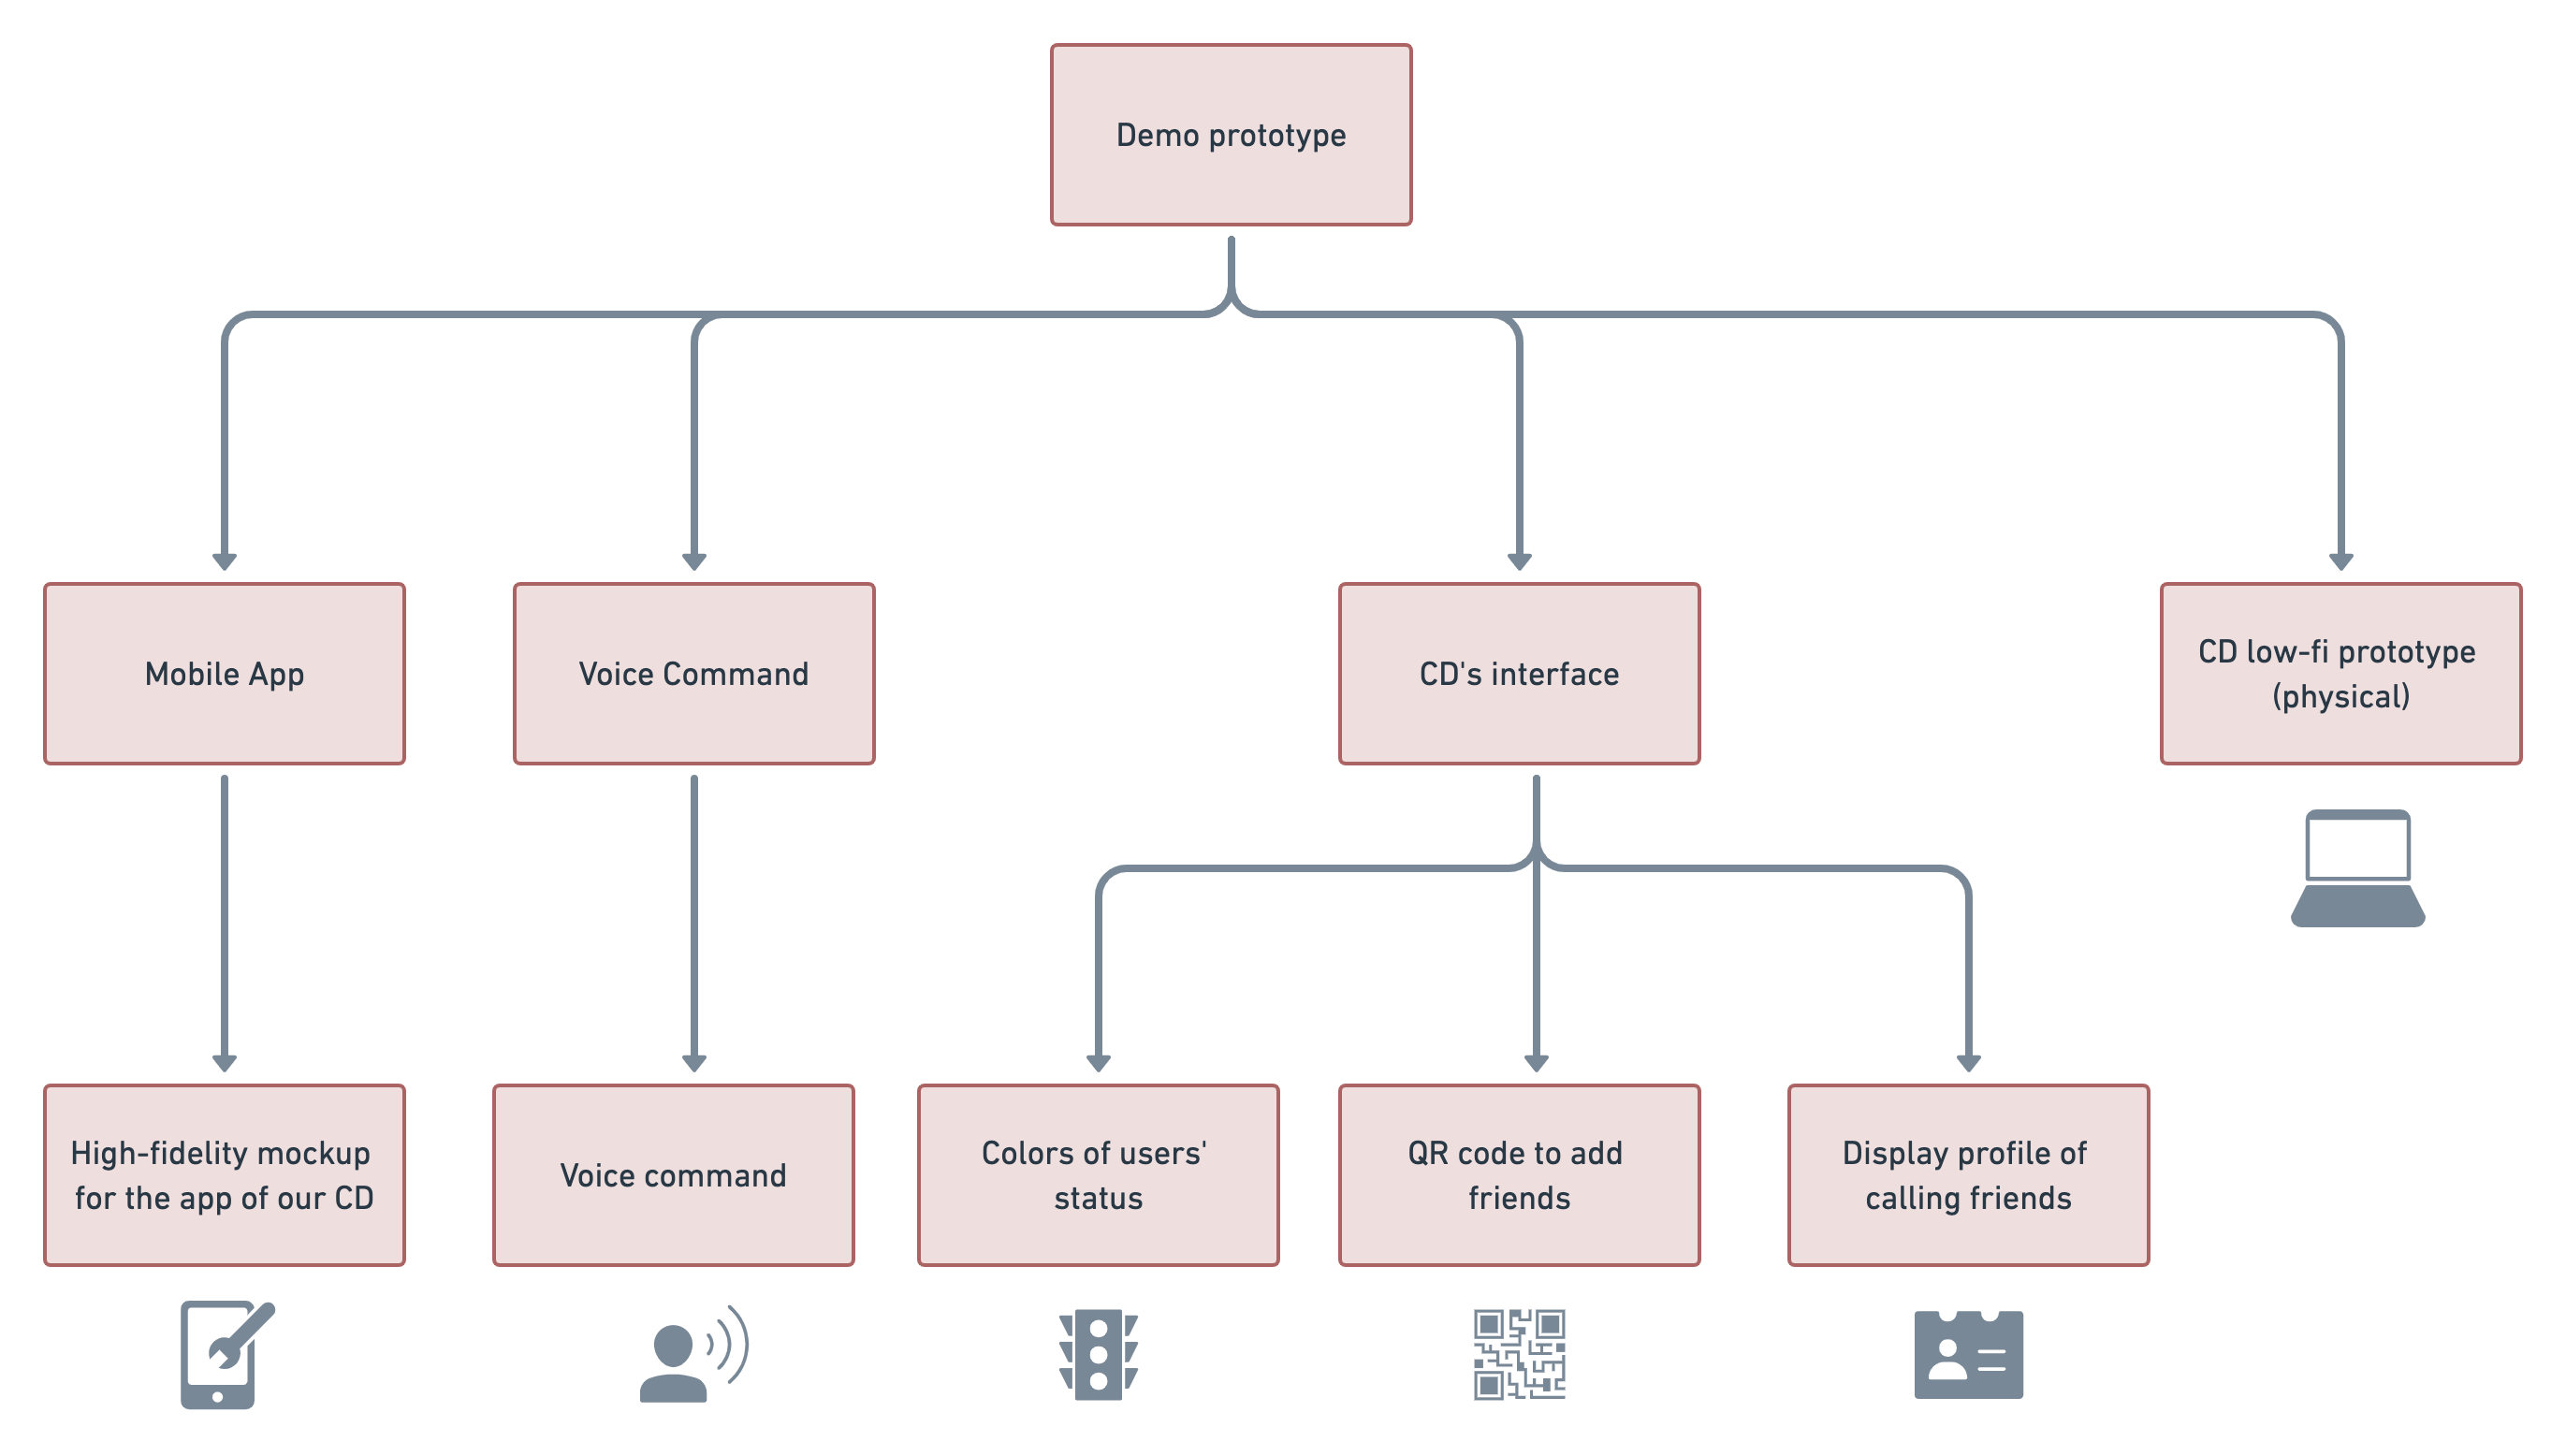 Demo prototype
Mobile App
Voice Command
CD's interface
CD low-fi prototype
(physical)
High-fidelity mockup
for the app of our CD
Voice command
Colors of users'
status
QR code to add
friends
Display profile of
calling friends